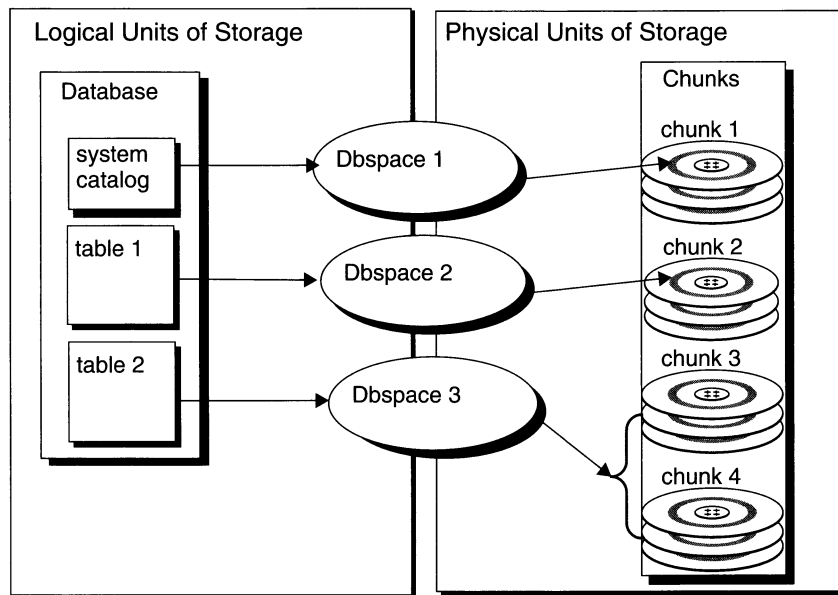 Logical Units of Storage
Physical Units of Storage
Database
Chunks
system
catalog
Dbspace 1
chunk 1
table 1
Dbspace 2
chunk 2
table 2
Dbspace 3
chunk 3
chunk 4